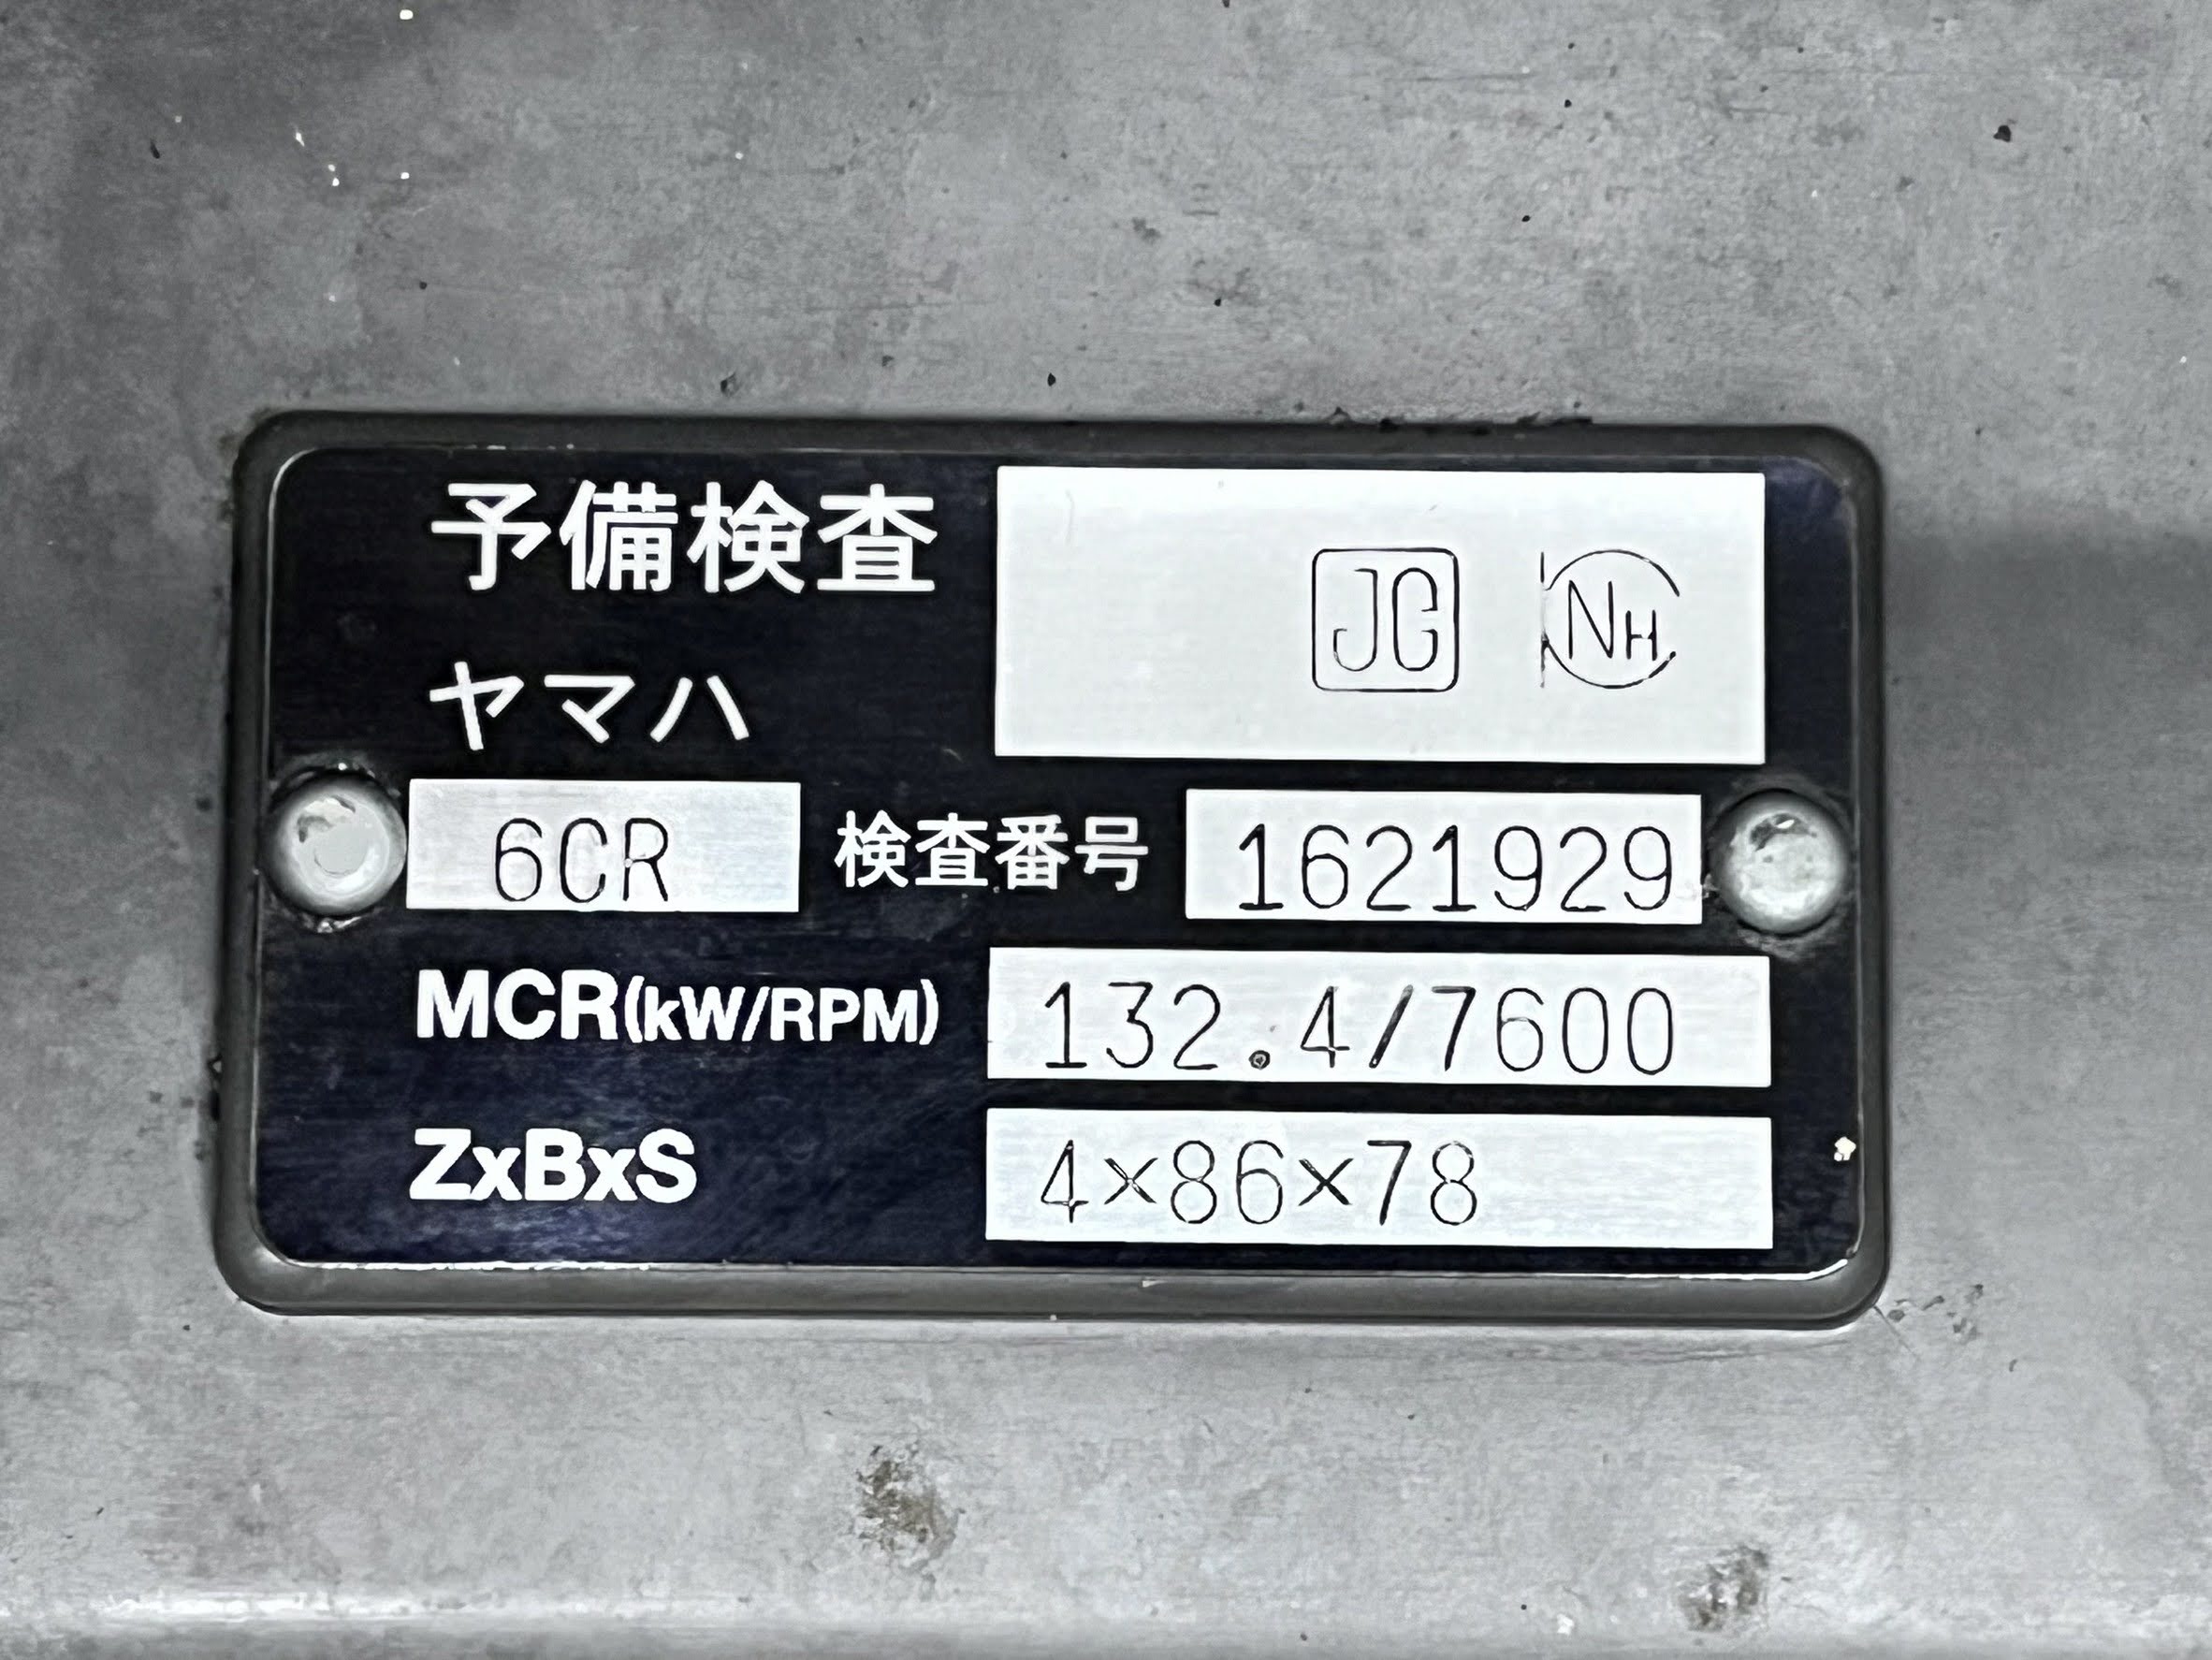 予備検査
JG NH
ヤマハ
6CR 検査番号 1621929
MCR(kW/RPM) 132.4/7600
ZxBxS 4×86×78